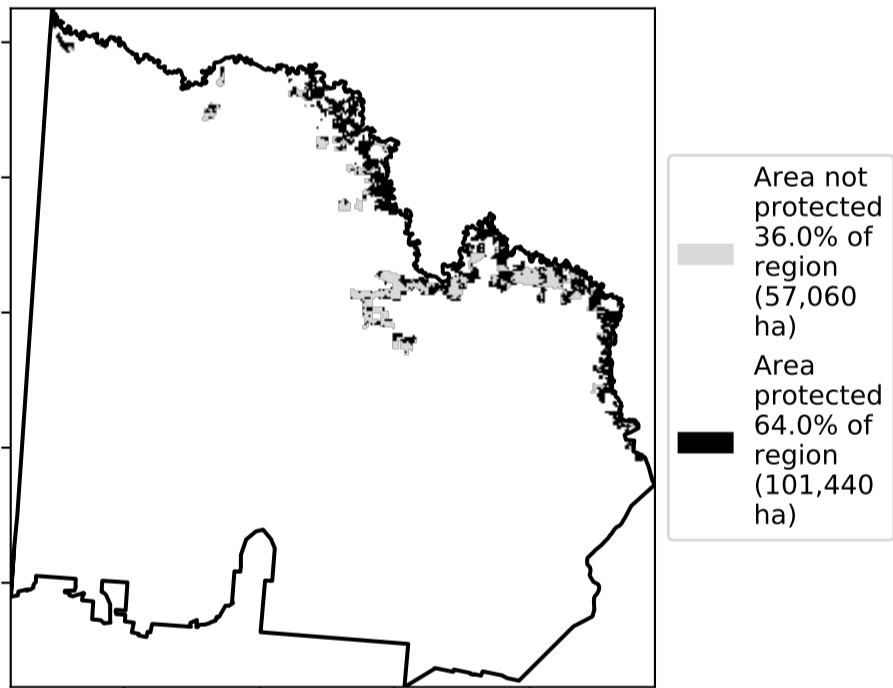 Area not
protected
36.0% of
region
(57,060
ha)
Area
protected
64.0% of
region
(101,440
ha)